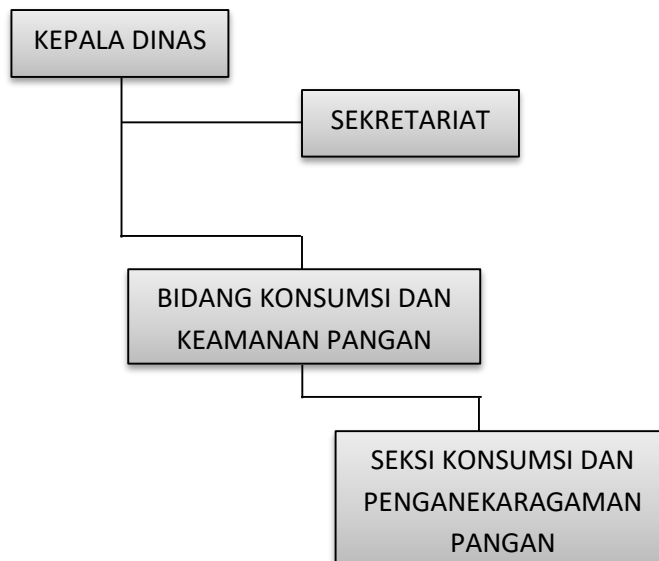 KEPALA DINAS
SEKRETARIAT
BIDANG KONSUMSI DAN
KEAMANAN PANGAN
SEKSI KONSUMSI DAN
PENGANEKARAGAMAN
PANGAN